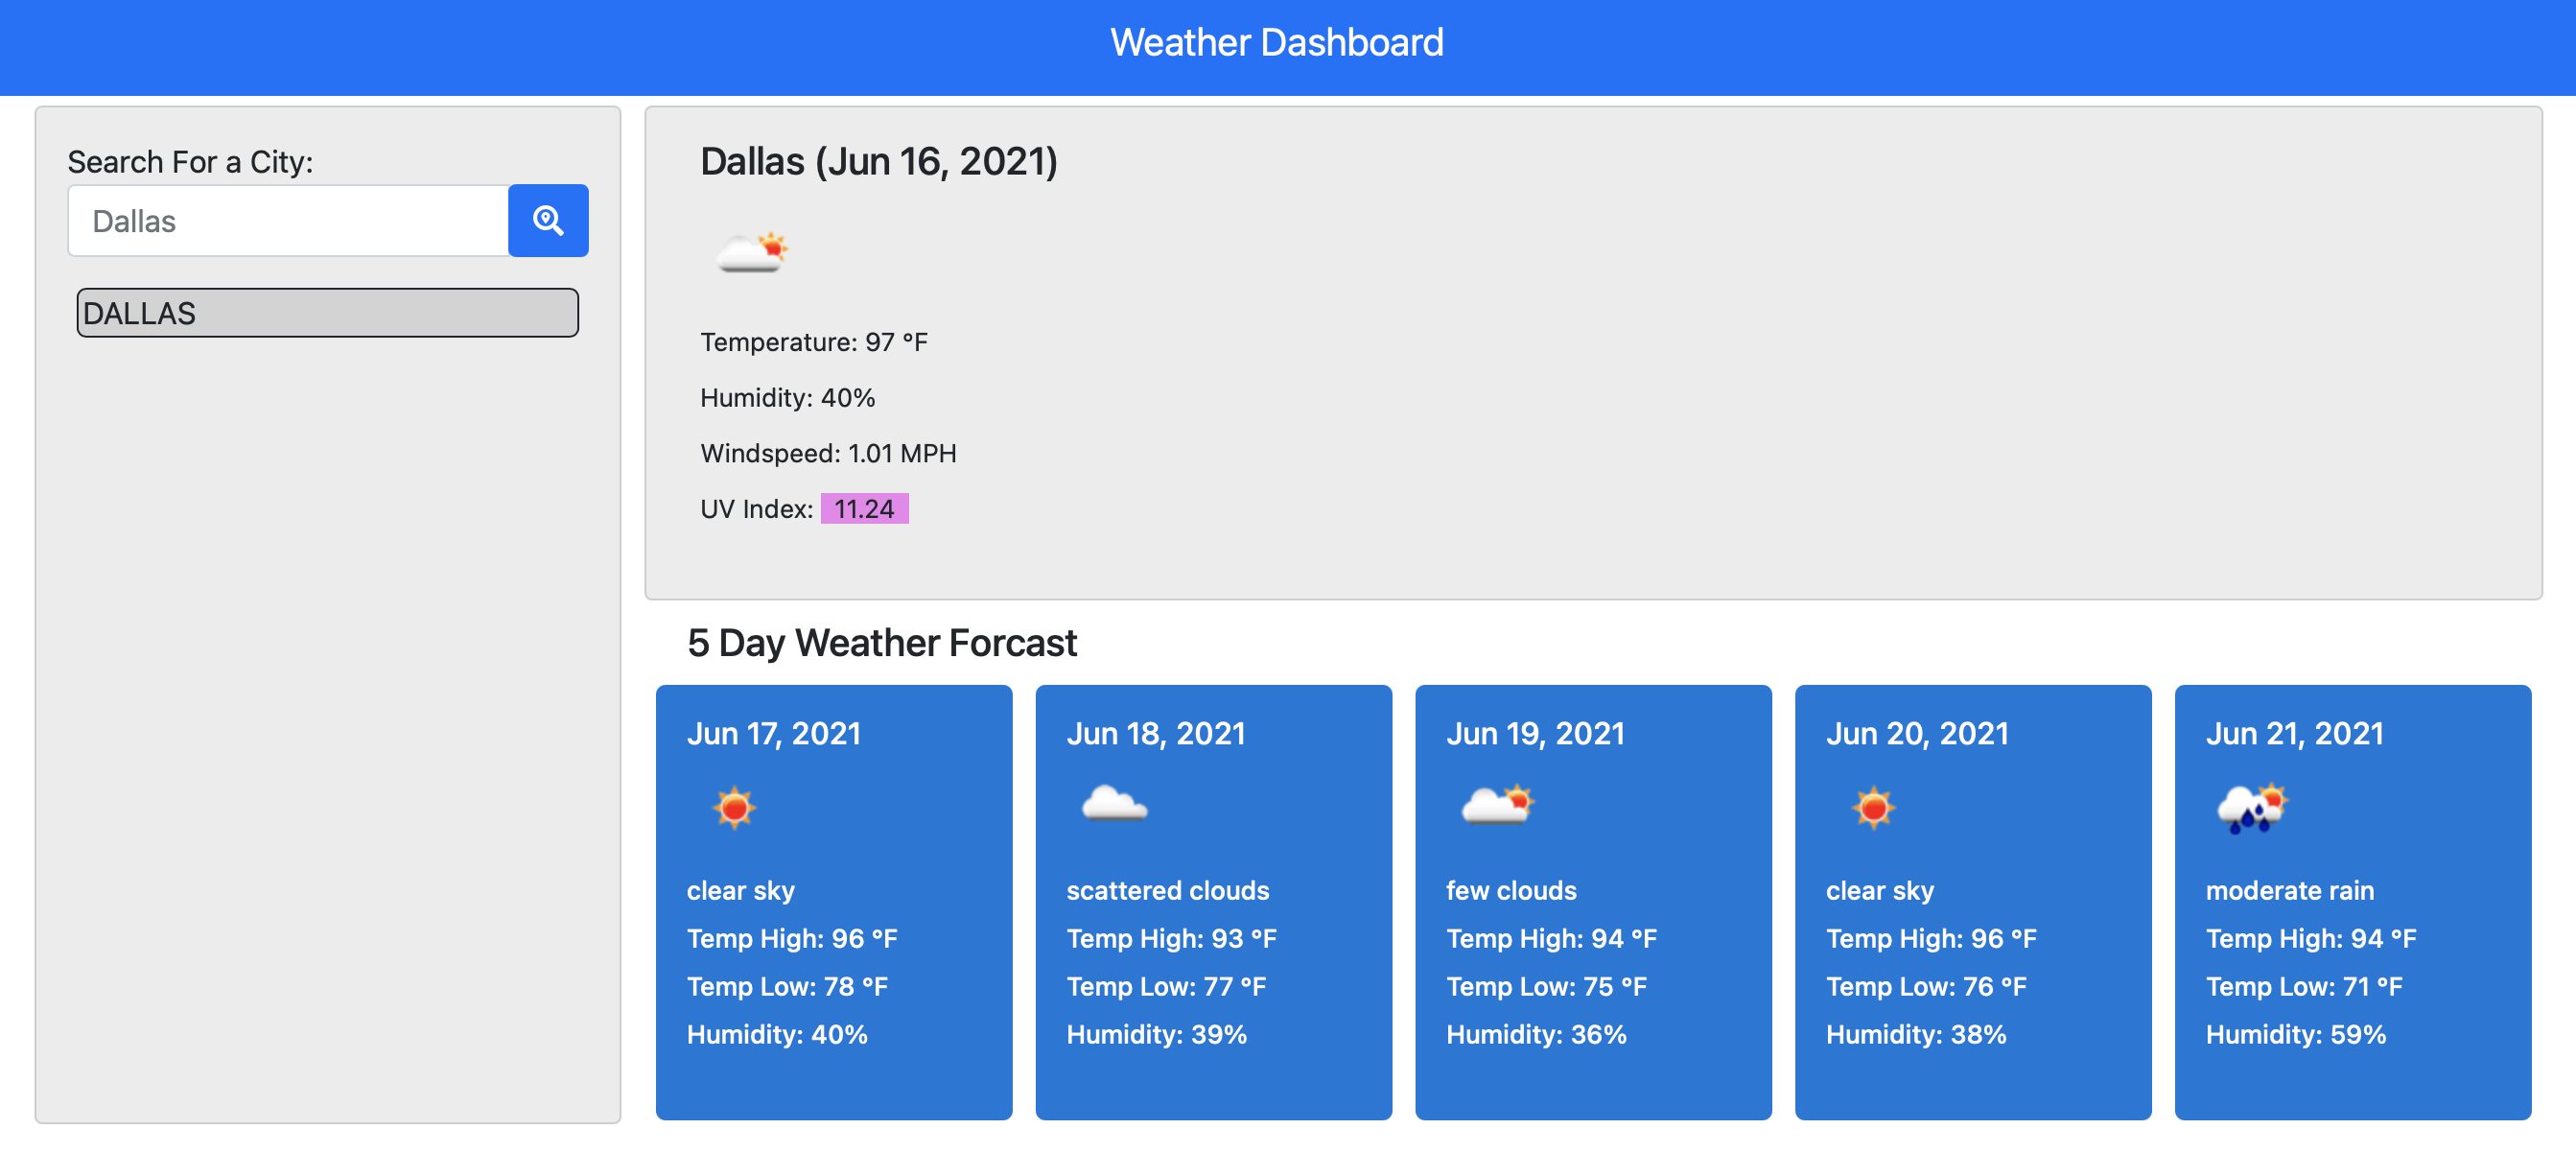 Weather Dashboard
Search For a City:
Dallas
DALLAS
Dallas (Jun 16, 2021)
Temperature: 97 °F
Humidity: 40%
Windspeed: 1.01 MPH
UV Index: 11.24
5 Day Weather Forcast
Jun 17, 2021
clear sky
Temp High: 96 °F
Temp Low: 78 °F
Humidity: 40%
Jun 18, 2021
scattered clouds
Temp High: 93 °F
Temp Low: 77 °F
Humidity: 39%
Jun 19, 2021
few clouds
Temp High: 94 °F
Temp Low: 75 °F
Humidity: 36%
Jun 20, 2021
clear sky
Temp High: 96 °F
Temp Low: 76 °F
Humidity: 38%
Jun 21, 2021
moderate rain
Temp High: 94 °F
Temp Low: 71 °F
Humidity: 59%